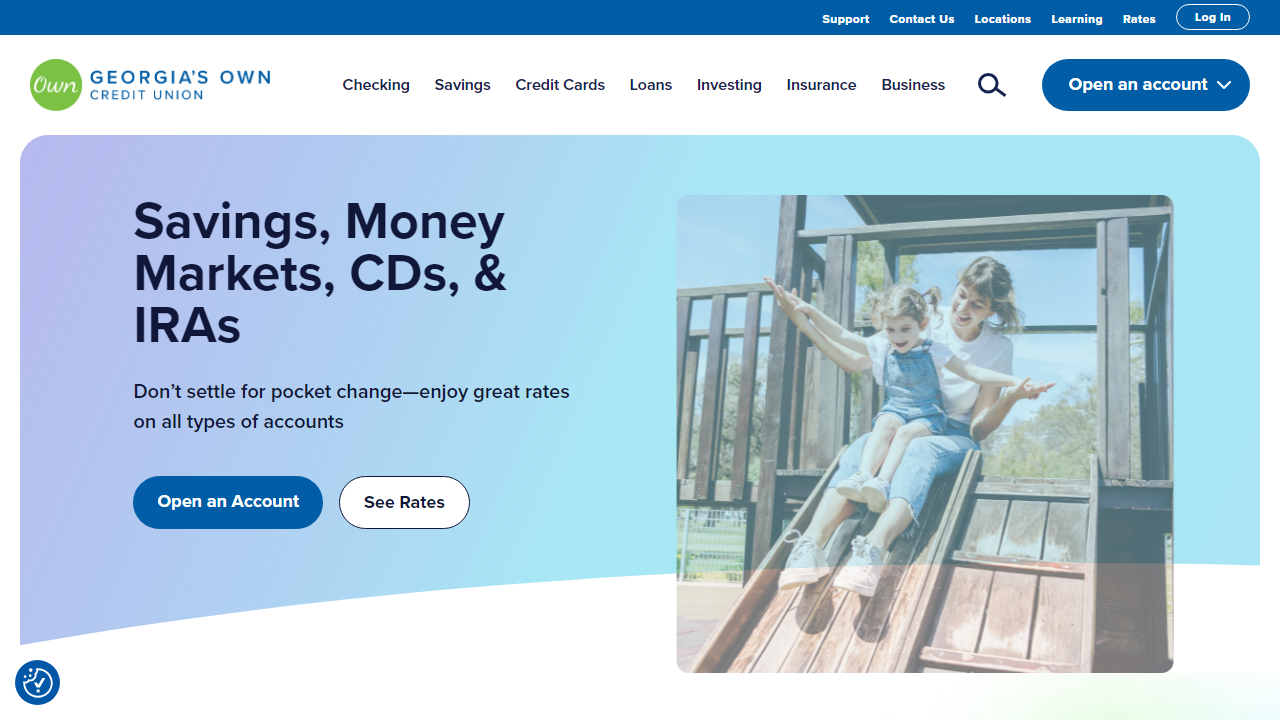 Support Contact Us Locations Learning Rates Log In
Own GEORGIA'S OWN
CREDIT UNION
Checking Savings Credit Cards Loans Investing Insurance Business Open an account
Savings, Money
Markets, CDs, &
IRAs
Don’t settle for pocket change—enjoy great rates
on all types of accounts
Open an Account See Rates